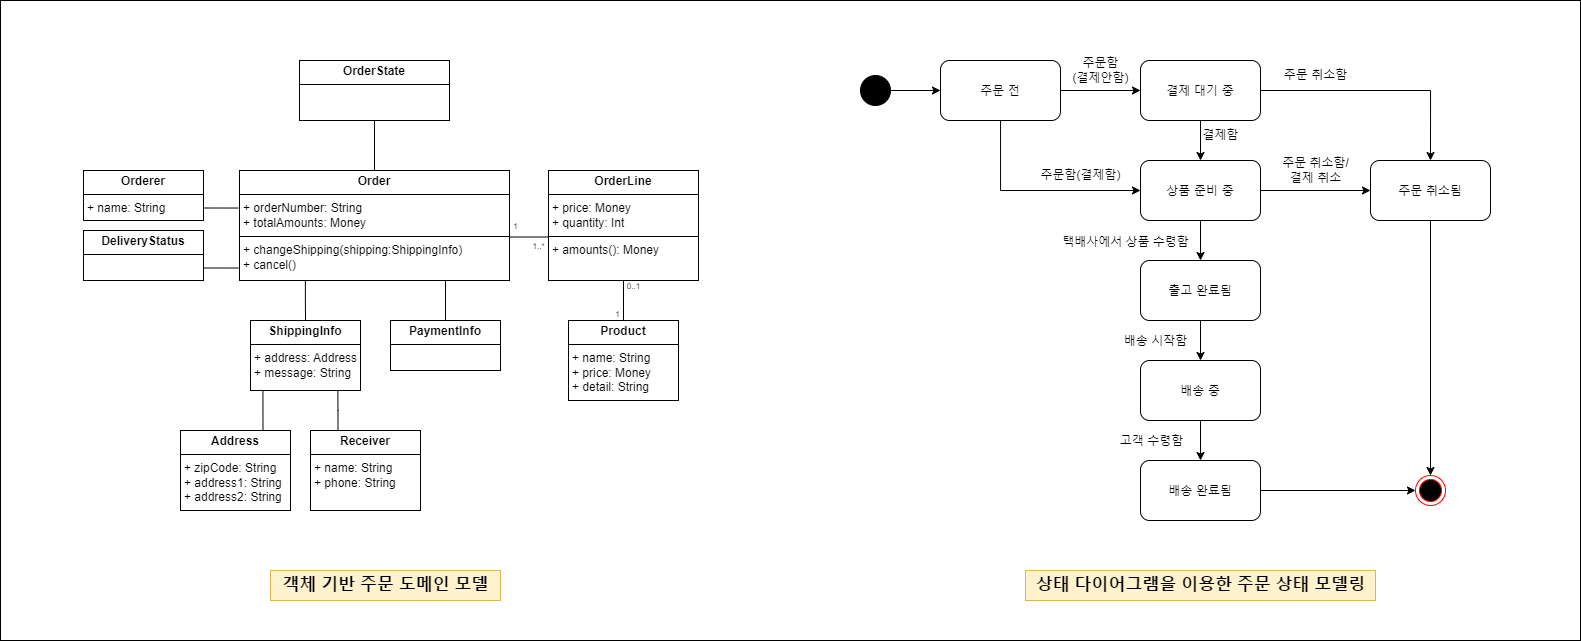 OrderState
Orderer
+ name: String
DeliveryStatus
Order
+ orderNumber: String
+ totalAmounts: Money
+ changeShipping(shipping:ShippingInfo)
+ cancel()
1
1..*
OrderLine
+ price: Money
+ quantity: Int
+ amounts(): Money
0..1
1
ShippingInfo
+ address: Address
+ message: String
PaymentInfo
Product
+ name: String
+ price: Money
+ detail: String
Address
+ zipCode: String
+ address1: String
+ address2: String
Receiver
+ name: String
+ phone: String
객체 기반 주문 도메인 모델
주문 전
주문함
(결제안함)
결제 대기 중
주문 취소함
결제함
주문함(결제함)
상품 준비 중
주문 취소함/
결제 취소
주문 취소됨
택배사에서 상품 수령함
출고 완료됨
배송 시작함
배송 중
고객 수령함
배송 완료됨
상태 다이어그램을 이용한 주문 상태 모델링